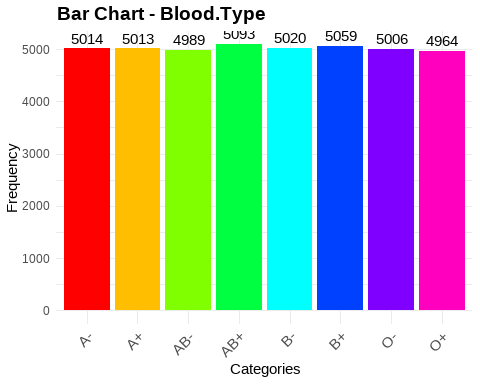 Bar Chart - Blood.Type
5014 5013 4989 5093 5020 5059 5006 4964
5000
4000
3000
2000
1000
0
Frequency
A- A+ AB- AB+ B- B+ O- O+
Categories